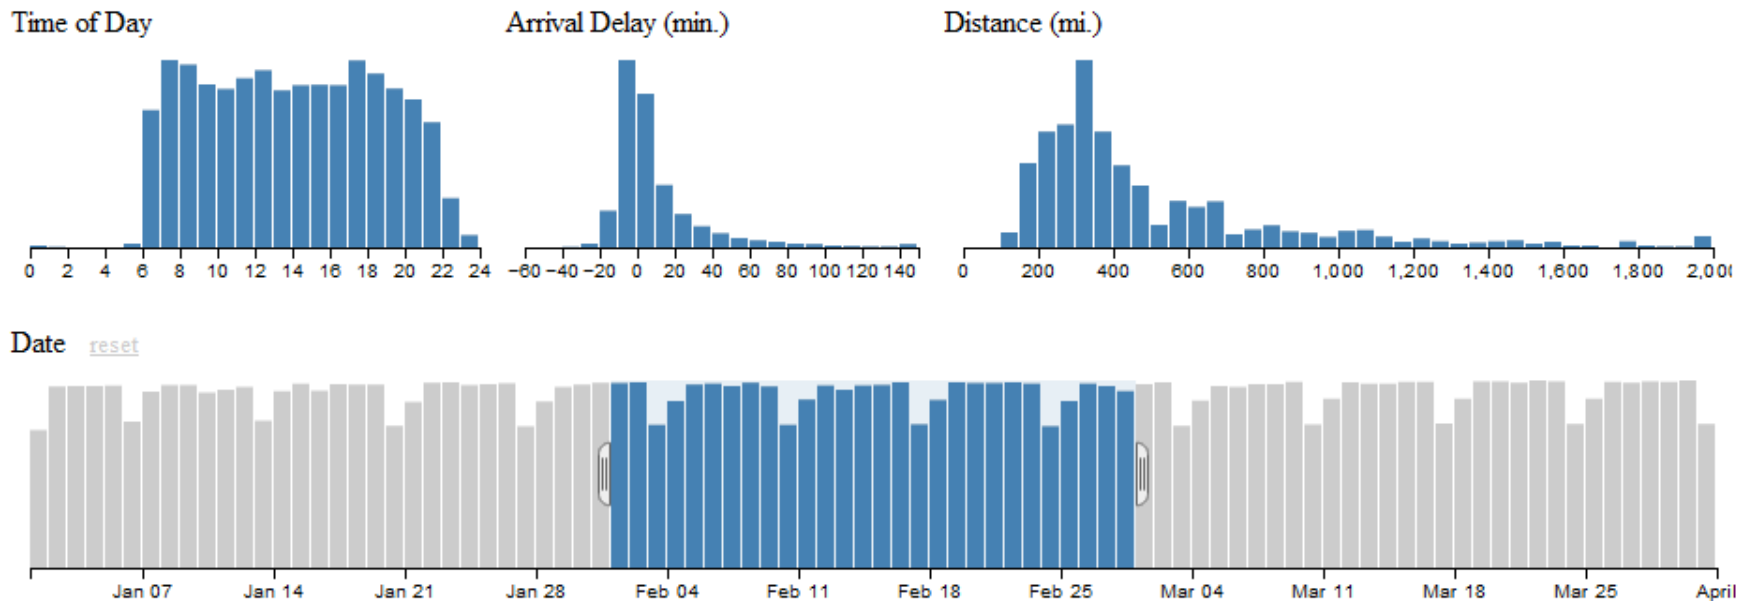 Time of Day Arrival Delay (min.) Distance (mi.)
0 2 4 6 8 10 12 14 16 18 20 22 24 −60 −40 −20 0 20 40 60 80 100 120 140 0 200 400 600 800 1,000 1,200 1,400 1,600 1,800 2,00
Date reset
Jan 07 Jan 14 Jan 21 Jan 28 Feb 04 Feb 11 Feb 18 Feb 25 Mar 04 Mar 11 Mar 18 Mar 25 April